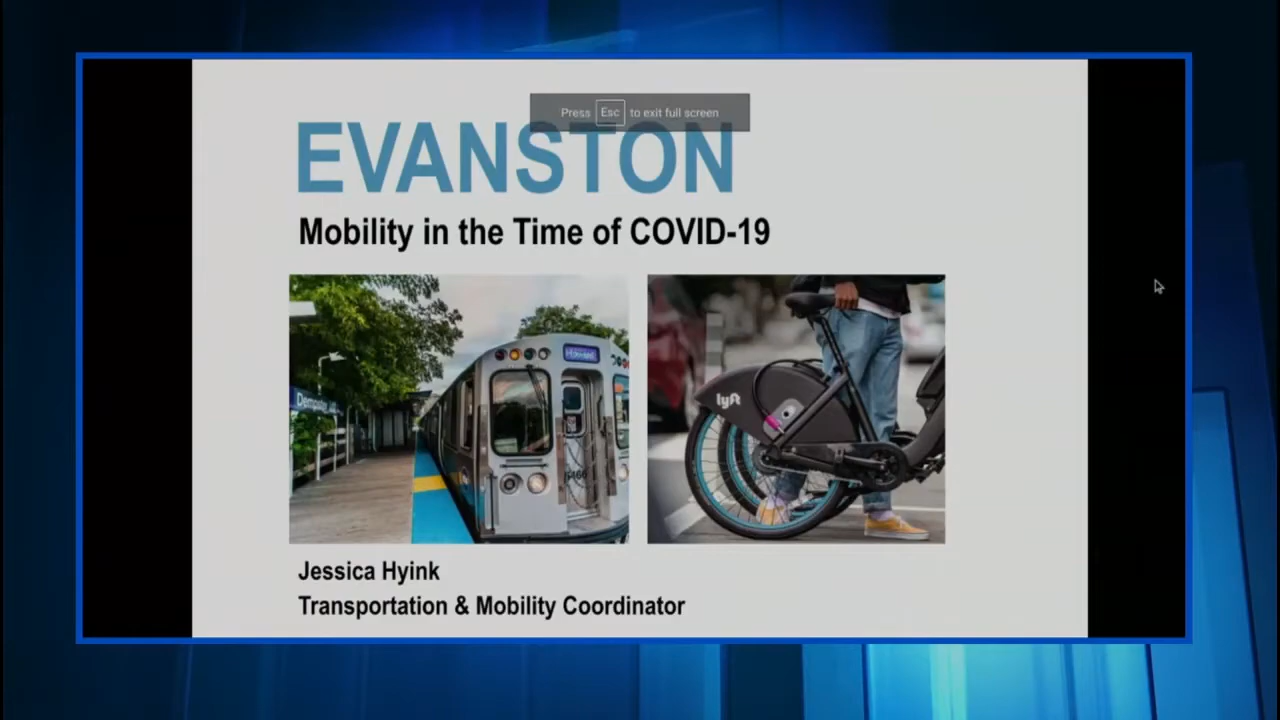 Press Esc to exit full screen
EVANSTON
Mobility in the Time of COVID-19
Howard
lyft
Jessica Hyink
Transportation & Mobility Coordinator